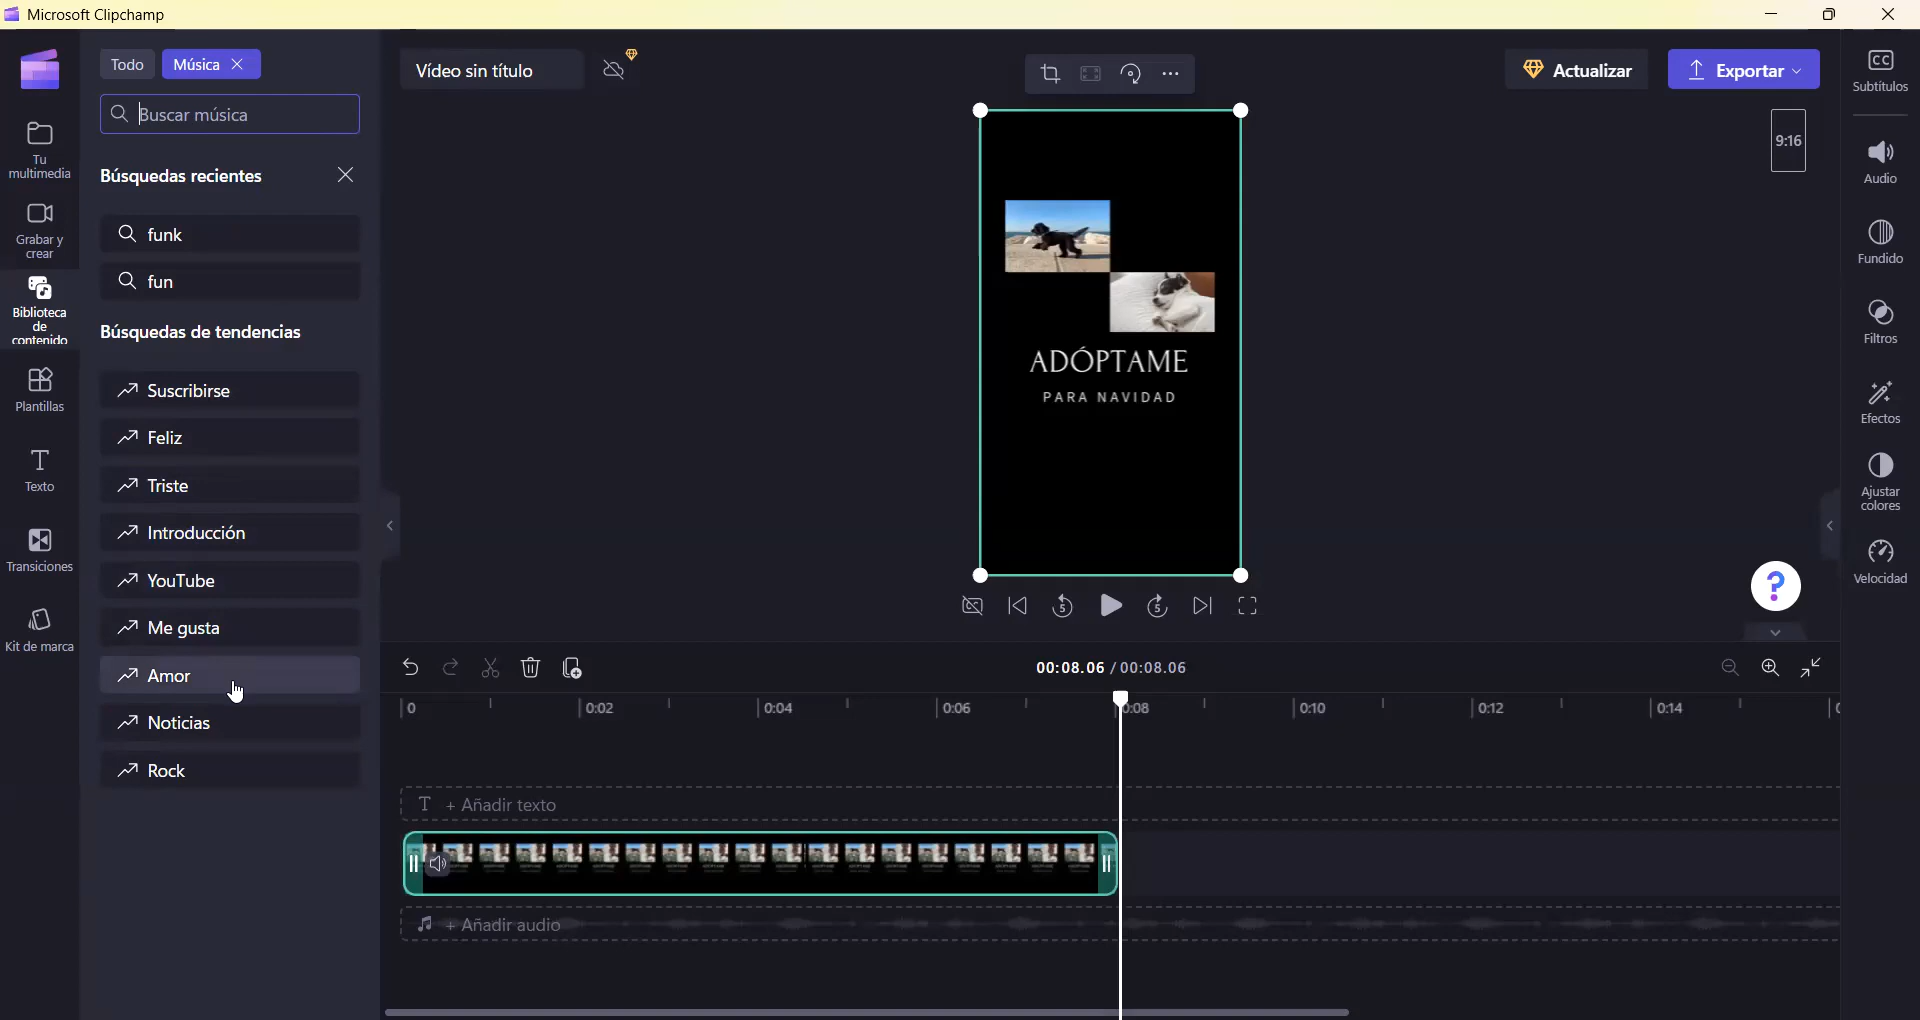 Microsoft Clipchamp
Todo
Música
Buscar música
Búsquedas recientes
funk
fun
Búsquedas de tendencias
Suscribirse
Feliz
Triste
Introducción
YouTube
Me gusta
Amor
Noticias
Rock
Tu
multimedia
Grabar y
crear
Biblioteca
de
contenido
Plantillas
Texto
Transiciones
Kit de marca
Vídeo sin título
Actualizar
Exportar
9:16
ADÓPTAME
PARA NAVIDAD
5
5
?
CC
Subtítulos
Audio
Fundido
Filtros
Efectos
Ajustar
colores
Velocidad
00:08.06 / 00:08.06
0
0:02
0:04
0:06
0:08
0:10
0:12
0:14
T + Añadir texto
+ Añadir audio